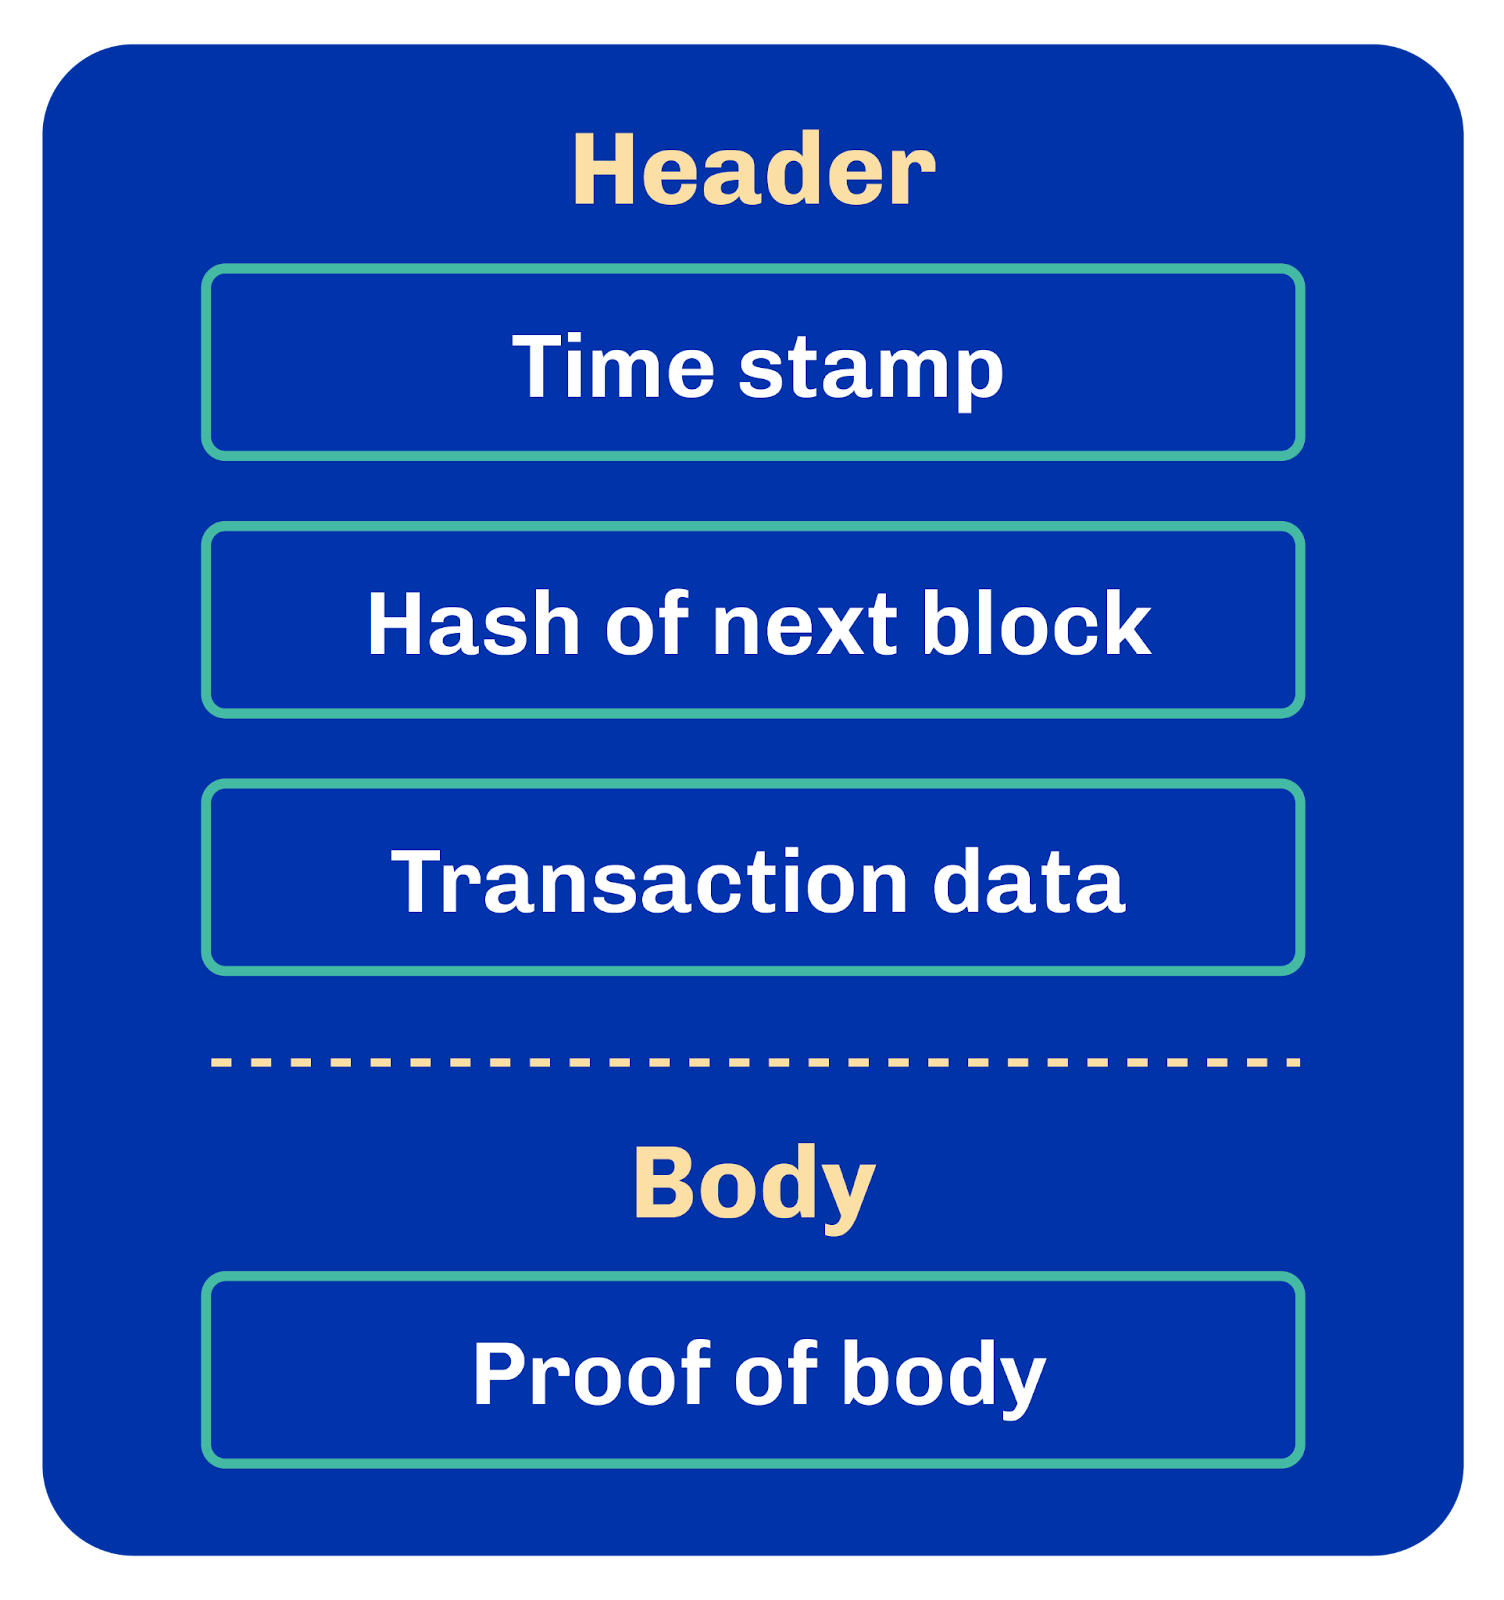 Header
Time stamp
Hash of next block
Transaction data
Body
Proof of body